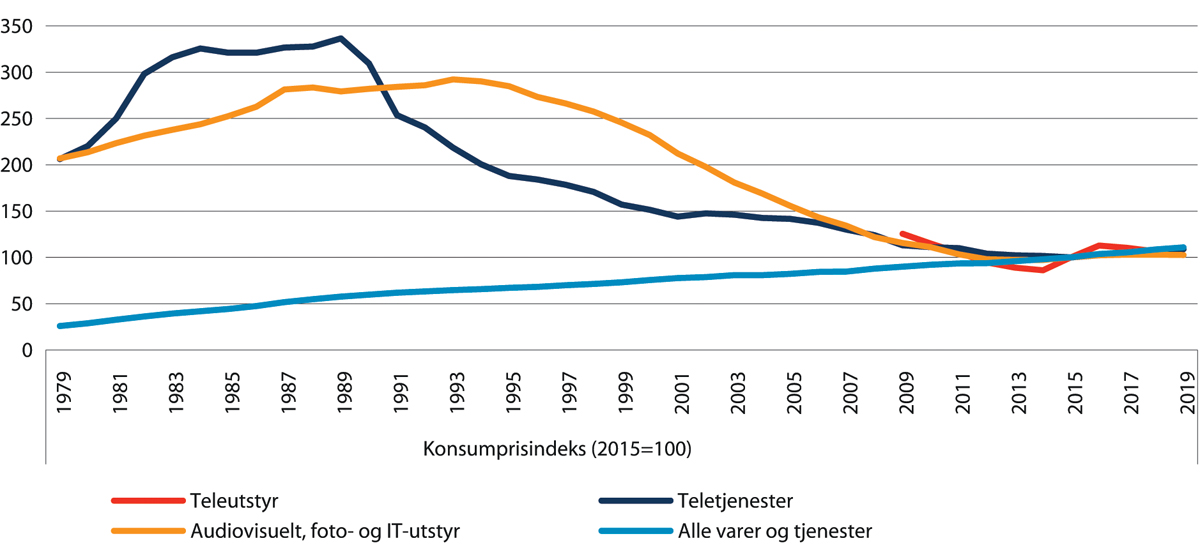 350
300
250
200
150
100
50
0
1979 1981 1983 1985 1987 1989 1991 1993 1995 1997 1999 2001 2003 2005 2007 2009 2011 2013 2015 2017 2019
Konsumprisindeks (2015=100)
Teleutstyr Teletjenester
Audiovisuelt, foto- og IT-utstyr Alle varer og tjenester